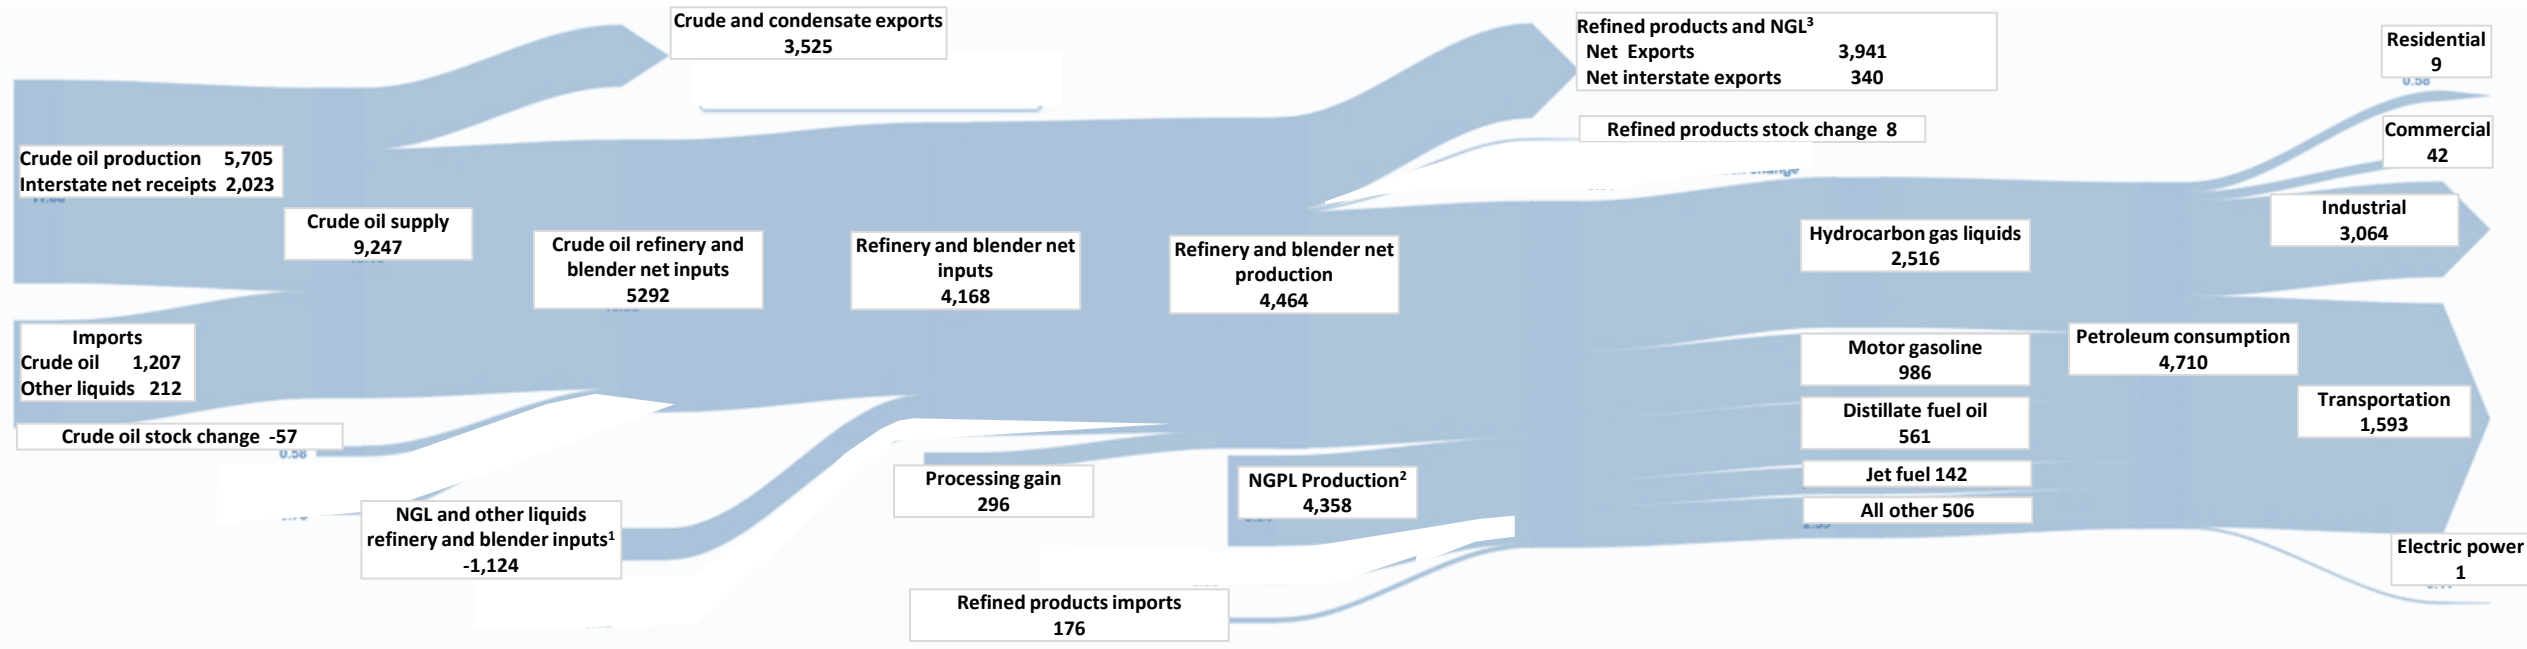 Crude and condensate exports
3,525
Refined products and NGL³
Net Exports 3,941
Net interstate exports 340
Residential
9
0.58
Refined products stock change 8
Commercial
42
change
Crude oil production 5,705
Interstate net receipts 2,023
Crude oil supply
9,247
Crude oil refinery and
blender net inputs
5292
Refinery and blender net
inputs
4,168
Refinery and blender net
production
4,464
Hydrocarbon gas liquids
2,516
Industrial
3,064
Imports
Crude oil 1,207
Other liquids 212
Motor gasoline
986
Petroleum consumption
4,710
Distillate fuel oil
561
Transportation
1,593
Crude oil stock change -57
0.58
Processing gain
296
NGPL Production²
4,358
Jet fuel 142
All other 506
NGL and other liquids
refinery and blender inputs¹
-1,124
Electric power
1
Refined products imports
176